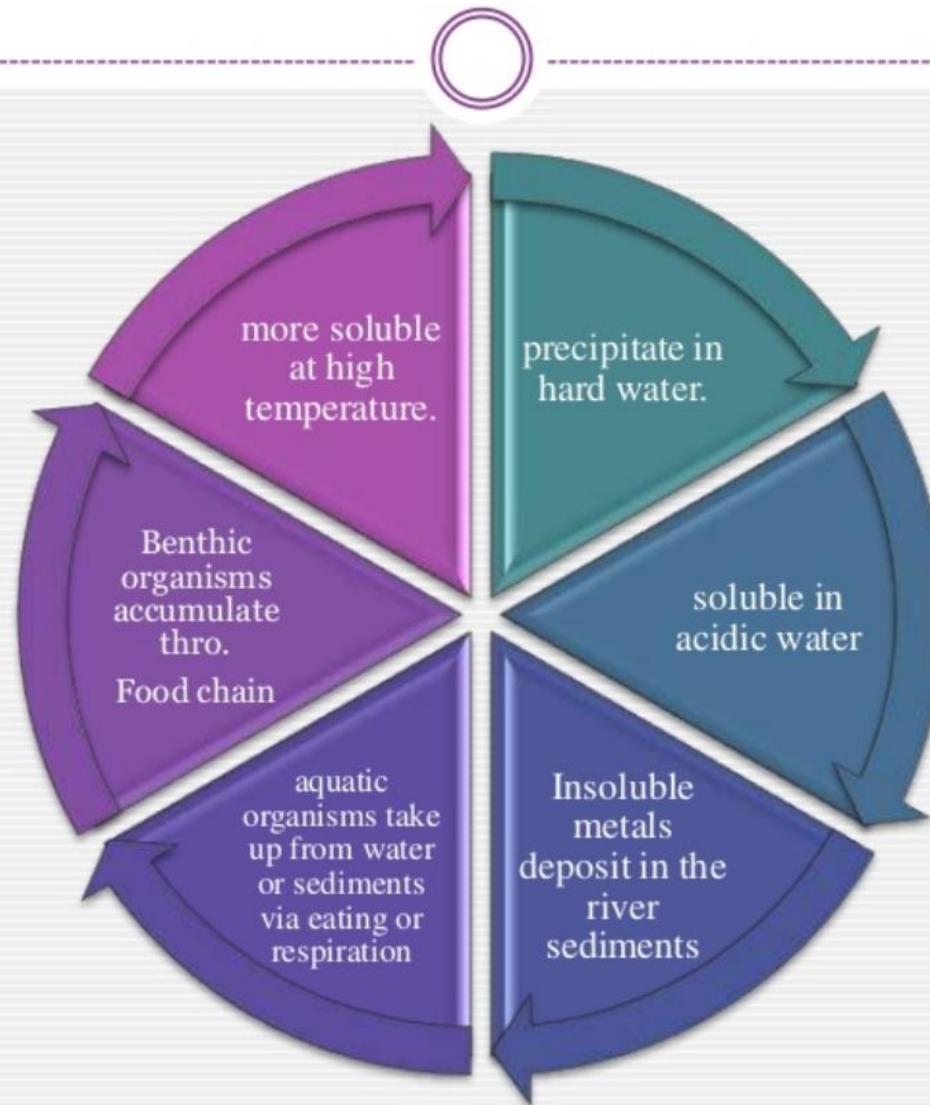 precipitate in
hard water.
soluble in
acidic water
Insoluble
metals
deposit in the
river
sediments
aquatic
organisms take
up from water
or sediments
via eating or
respiration
Benthic
organisms
accumulate
thro.
Food chain
more soluble
at high
temperature.